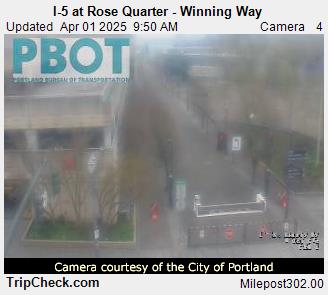 I-5 at Rose Quarter - Winning Way
Updated Apr 01 2025 9:50 AM Camera 4
PBOT
PORTLAND BUREAU OF TRANSPORTATION
Camera courtesy of the City of Portland
TripCheck.com Milepost302.00